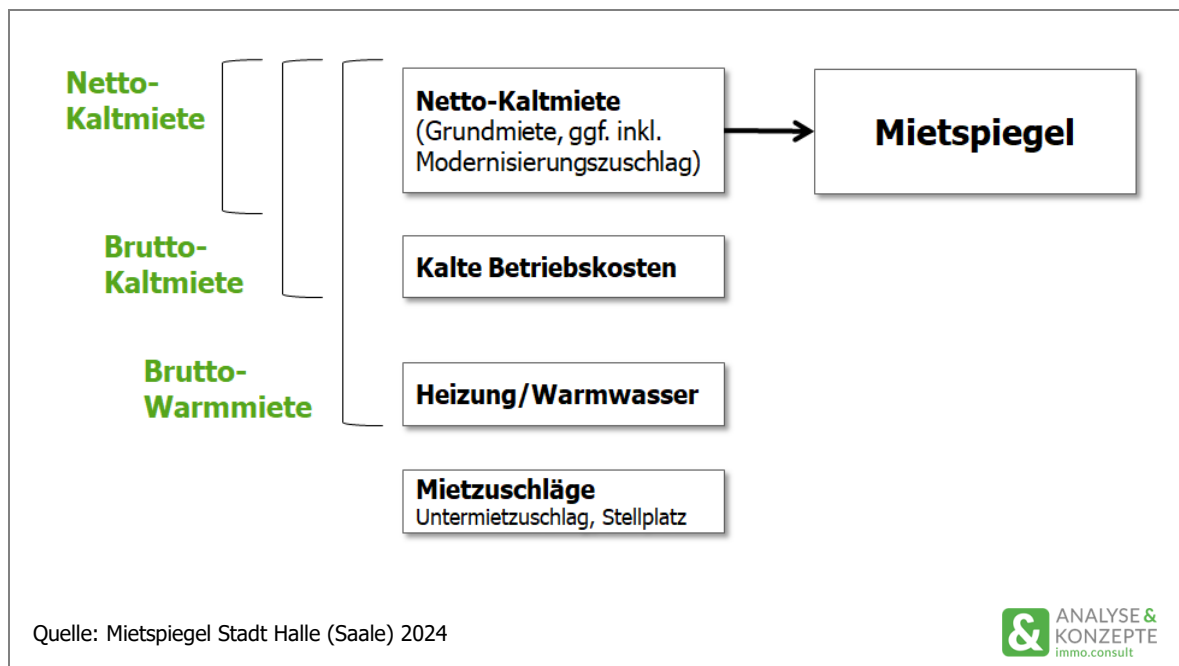 Netto-
Kaltmiete
Netto-Kaltmiete
(Grundmiete, ggf. inkl.
Modernisierungszuschlag)
Mietspiegel
Brutto-
Kaltmiete
Kalte Betriebskosten
Brutto-
Warmmiete
Heizung/Warmwasser
Mietzuschläge
Untermietzuschlag, Stellplatz
Quelle: Mietspiegel Stadt Halle (Saale) 2024
&
ANALYSE &
KONZEPTE
immo.consult